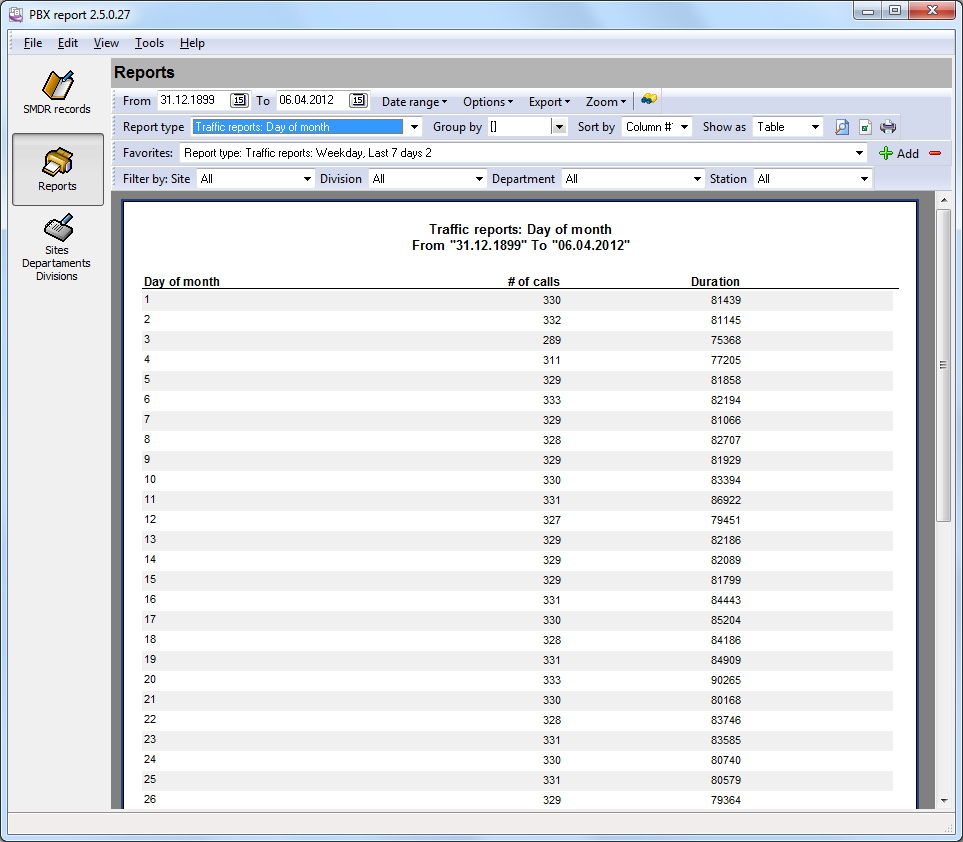 PBX report 2.5.0.27
File Edit View Tools Help
SMDR records
Reports
Sites
Departaments
Divisions
Reports
From 31.12.1899 15 To 06.04.2012 15 Date range Options Export Zoom
Report type Traffic reports: Day of month Group by [] Sort by Column #' Show as Table
Favorites: Report type: Traffic reports: Weekday, Last 7 days 2 Add
Filter by: Site All Division All Department All Station All
Traffic reports: Day of month
From "31.12.1899" To "06.04.2012"
Day of month # of calls Duration
1 330 81439
2 332 81145
3 289 75368
4 311 77205
5 329 81858
6 333 82194
7 329 81066
8 328 82707
9 329 81929
10 330 83394
11 331 86922
12 327 79451
13 329 82186
14 329 82089
15 329 81799
16 331 84443
17 330 85204
18 328 84186
19 331 84909
20 333 90265
21 330 80168
22 328 83746
23 331 83585
24 330 80740
25 331 80579
26 329 79364